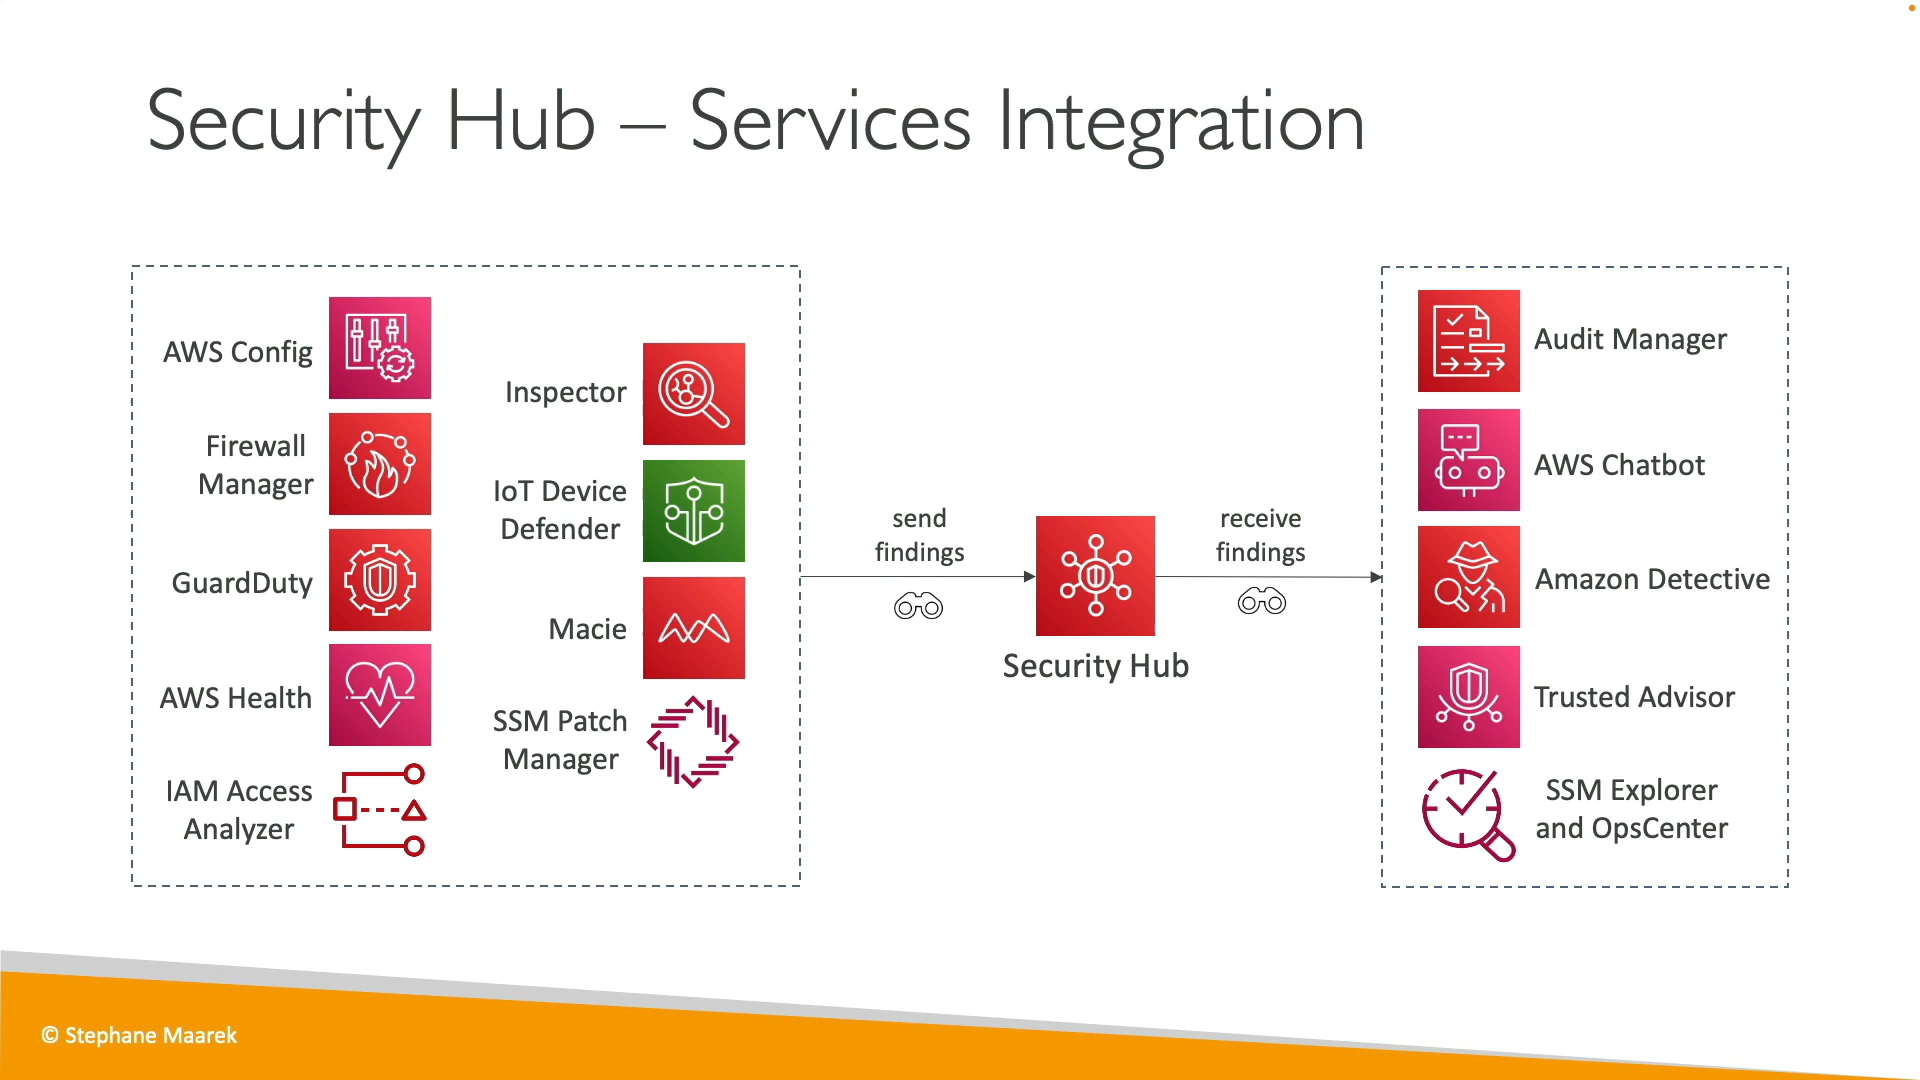 Security Hub – Services Integration
AWS Config
Firewall
Manager
GuardDuty
AWS Health
IAM Access
Analyzer
Inspector
IoT Device
Defender
Macie
SSM Patch
Manager
send
findings
Security Hub
receive
findings
Audit Manager
AWS Chatbot
Amazon Detective
Trusted Advisor
SSM Explorer
and OpsCenter
© Stephane Maarek